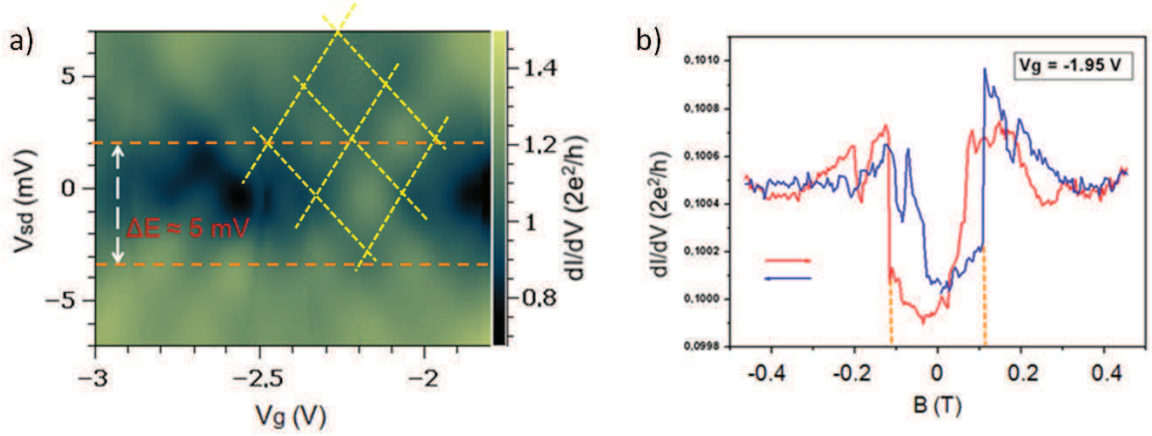 a)
Vsd (mV)
5
0
−5
ΔE ≈ 5 mV
−3
−2,5
−2
Vg (V)
1.4
1.2
1
0.8
dI/dV (2e²/h)
b)
dI/dV (2e²/h)
0,1010
0,1008
0,1006
0,1004
0,1002
0,1000
0,0998
Vg = -1.95 V
-0.4
-0.2
0
0.2
0.4
B (T)